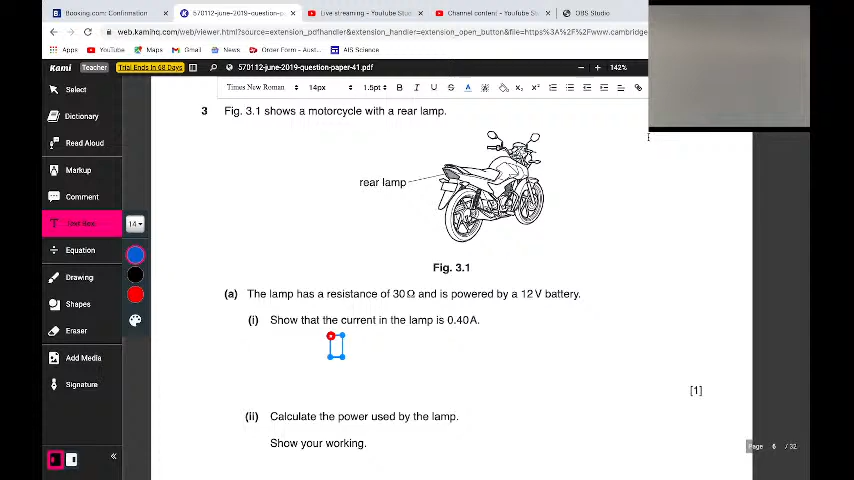 Booking.com: Confirmation
570112-june-2019-question-p
Live streaming - YouTube Stu
Channel content - YouTube S
OBS Studio
web.kamihq.com/web/viewer.html?source=extension_pdfhandler&extension_handler=extension_open_button&file=https%3A%2F%2Fwww.cambridge
Apps
YouTube
Maps
Gmail
News
Order Form - Aust...
AIS Science
Kami
Teacher
Trial Ends In 68 Days
570112-june-2019-question-paper-41.pdf
142%
Times New Roman
14px
1.5pt
B I U S A
Select
Dictionary
Read Aloud
Markup
Comment
Text Box
14
Equation
Drawing
Shapes
Eraser
Add Media
Signature
3 Fig. 3.1 shows a motorcycle with a rear lamp.
rear lamp
Fig. 3.1
(a) The lamp has a resistance of 30 Ω and is powered by a 12 V battery.
(i) Show that the current in the lamp is 0.40 A.
[1]
(ii) Calculate the power used by the lamp.
Show your working.
Page 6 / 32